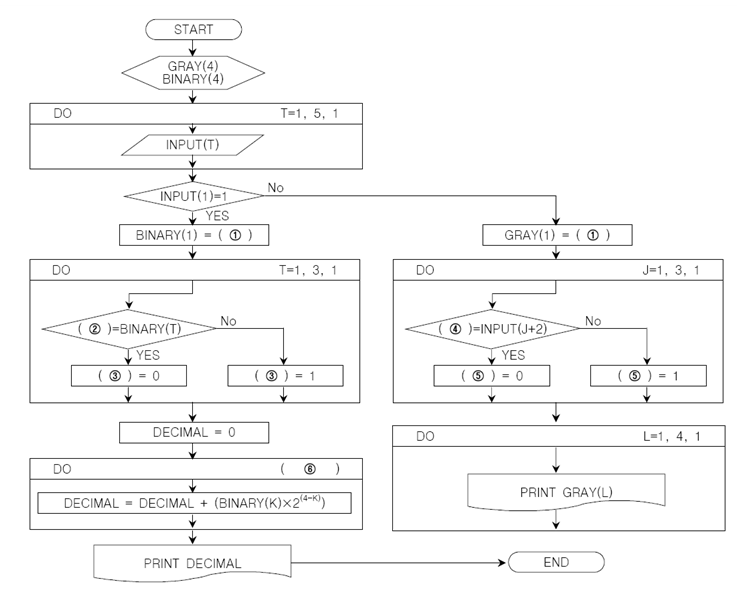 START
GRAY(4)
BINARY(4)
DO T=1, 5, 1
INPUT(T)
INPUT(1)=1
No
YES
BINARY(1) = ( ① )
DO T=1, 3, 1
( ② )=BINARY(T)
No
YES
( ③ ) = 0
( ③ ) = 1
DECIMAL = 0
DO ( ⑥ )
DECIMAL = DECIMAL + (BINARY(K)×2^(4-K))
PRINT DECIMAL
GRAY(1) = ( ① )
DO J=1, 3, 1
( ④ )=INPUT(J+2)
No
YES
( ⑤ ) = 0
( ⑤ ) = 1
DO L=1, 4, 1
PRINT GRAY(L)
END